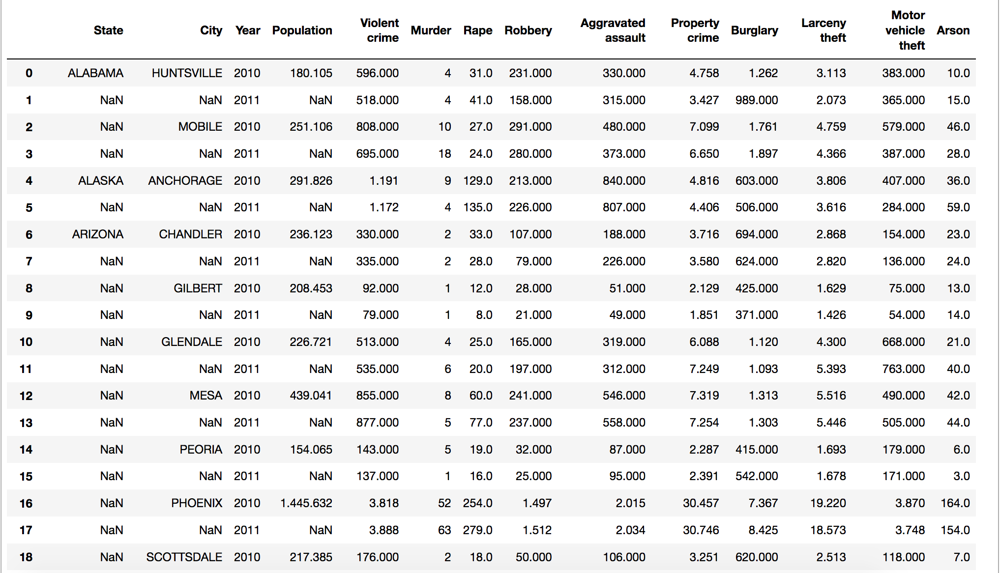 State City Year Population Violent crime Murder Rape Robbery Aggravated assault Property crime Burglary Larceny theft Motor vehicle theft Arson
0 ALABAMA HUNTSVILLE 2010 180.105 596.000 4 31.0 231.000 330.000 4.758 1.262 3.113 383.000 10.0
1 NaN NaN 2011 NaN 518.000 4 41.0 158.000 315.000 3.427 989.000 2.073 365.000 15.0
2 NaN MOBILE 2010 251.106 808.000 10 27.0 291.000 480.000 7.099 1.761 4.759 579.000 46.0
3 NaN NaN 2011 NaN 695.000 18 24.0 280.000 373.000 6.650 1.897 4.366 387.000 28.0
4 ALASKA ANCHORAGE 2010 291.826 1.191 9 129.0 213.000 840.000 4.816 603.000 3.806 407.000 36.0
5 NaN NaN 2011 NaN 1.172 4 135.0 226.000 807.000 4.406 506.000 3.616 284.000 59.0
6 ARIZONA CHANDLER 2010 236.123 330.000 2 33.0 107.000 188.000 3.716 694.000 2.868 154.000 23.0
7 NaN NaN 2011 NaN 335.000 2 28.0 79.000 226.000 3.580 624.000 2.820 136.000 24.0
8 NaN GILBERT 2010 208.453 92.000 1 12.0 28.000 51.000 2.129 425.000 1.629 75.000 13.0
9 NaN NaN 2011 NaN 79.000 1 8.0 21.000 49.000 1.851 371.000 1.426 54.000 14.0
10 NaN GLENDALE 2010 226.721 513.000 4 25.0 165.000 319.000 6.088 1.120 4.300 668.000 21.0
11 NaN NaN 2011 NaN 535.000 6 20.0 197.000 312.000 7.249 1.093 5.393 763.000 40.0
12 NaN MESA 2010 439.041 855.000 8 60.0 241.000 546.000 7.319 1.313 5.516 490.000 42.0
13 NaN NaN 2011 NaN 877.000 5 77.0 237.000 558.000 7.254 1.303 5.446 505.000 44.0
14 NaN PEORIA 2010 154.065 143.000 5 19.0 32.000 87.000 2.287 415.000 1.693 179.000 6.0
15 NaN NaN 2011 NaN 137.000 1 16.0 25.000 95.000 2.391 542.000 1.678 171.000 3.0
16 NaN PHOENIX 2010 1.445.632 3.818 52 254.0 1.497 2.015 30.457 7.367 19.220 3.870 164.0
17 NaN NaN 2011 NaN 3.888 63 279.0 1.512 2.034 30.746 8.425 18.573 3.748 154.0
18 NaN SCOTTSDALE 2010 217.385 176.000 2 18.0 50.000 106.000 3.251 620.000 2.513 118.000 7.0